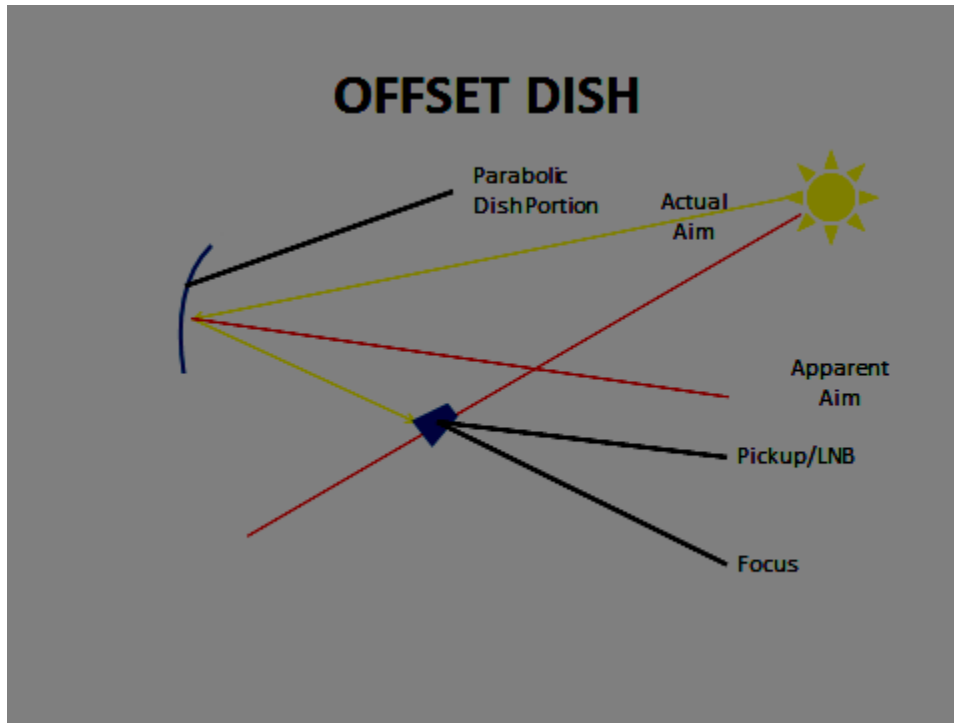 OFFSET DISH
Parabolic
Dish Portion
Actual
Aim
Apparent
Aim
Pickup/LNB
Focus